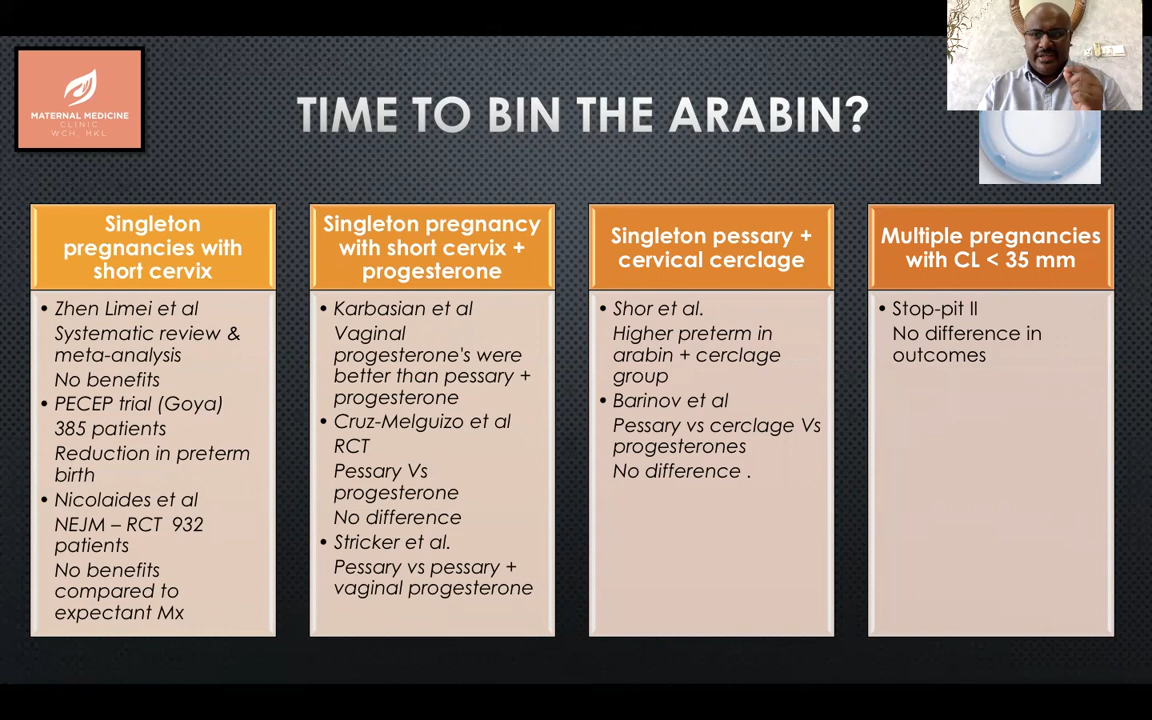 MATERNAL MEDICINE
CLINIC
WCH, HKL
TIME TO BIN THE ARABIN?
Singleton
pregnancies with
short cervix
• Zhen Limei et al
Systematic review &
meta-analysis
No benefits
• PECEP trial (Goya)
385 patients
Reduction in preterm
birth
• Nicolaides et al
NEJM – RCT 932
patients
No benefits
compared to
expectant Mx
Singleton pregnancy
with short cervix +
progesterone
• Karbasian et al
Vaginal
progesterone's were
better than pessary +
progesterone
• Cruz-Melguizo et al
RCT
Pessary Vs
progesterone
No difference
• Stricker et al.
Pessary vs pessary +
vaginal progesterone
Singleton pessary +
cervical cerclage
• Shor et al.
Higher preterm in
arabin + cerclage
group
• Barinov et al
Pessary vs cerclage Vs
progesterones
No difference .
Multiple pregnancies
with CL < 35 mm
• Stop-pit II
No difference in
outcomes